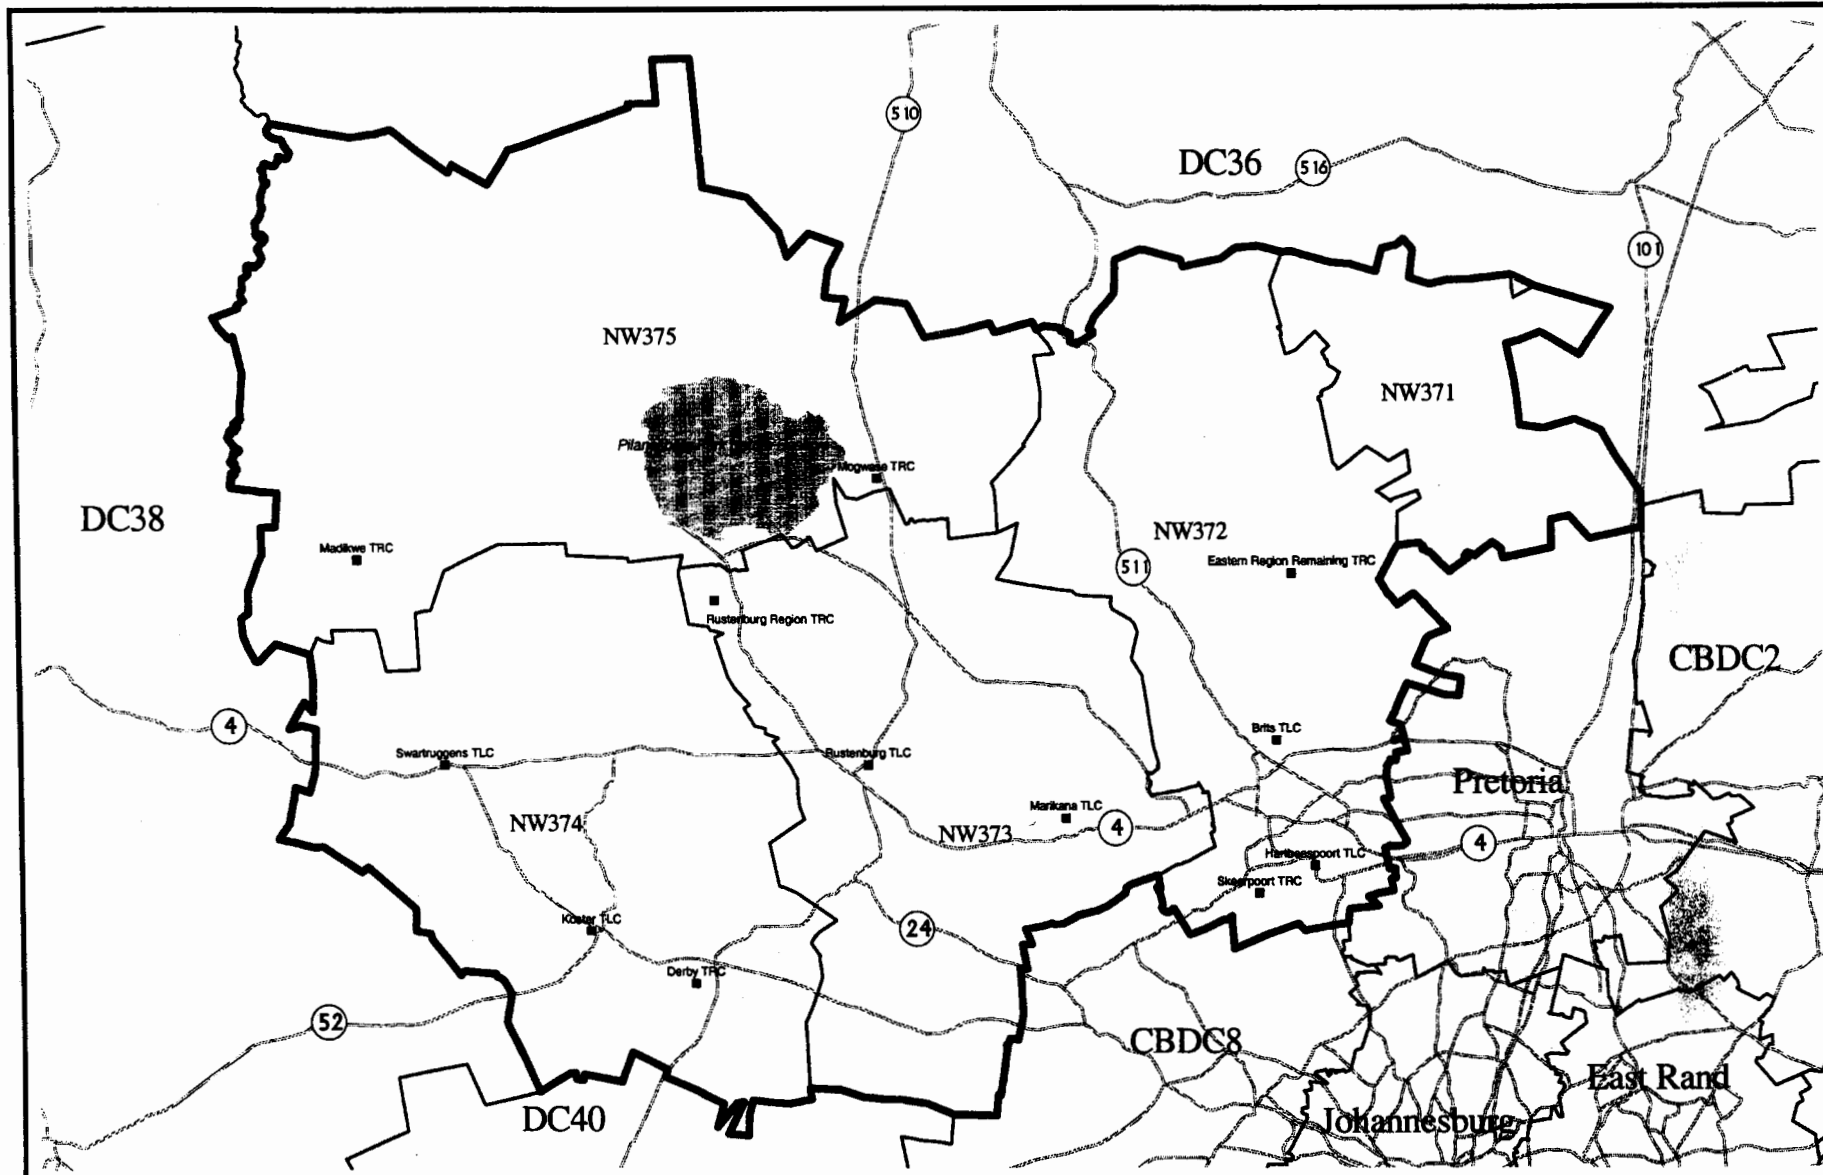 510
DC36
516
101
NW375
NW371
Mogwase TRC
DC38
NW372
Madikwe TRC
511
Eastern Region Remaining TRC
Rustenburg Region TRC
CBDC2
4
Brits TLC
Swartruggens TLC
Rustenburg TLC
Pretoria
Marikana TLC
NW374
NW373
4
4
Hartbeespoort TLC
Skeerpoort TRC
Koster TLC
24
Derby TRC
52
CBDC8
East Rand
DC40
Johannesburg